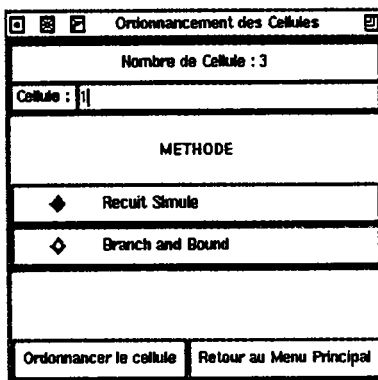 Ordonnancement des Cellules
Nombre de Cellule : 3
Cellule : 1
METHODE
Recuit Simule
Branch and Bound
Ordonnancer le cellule Retour au Menu Principal